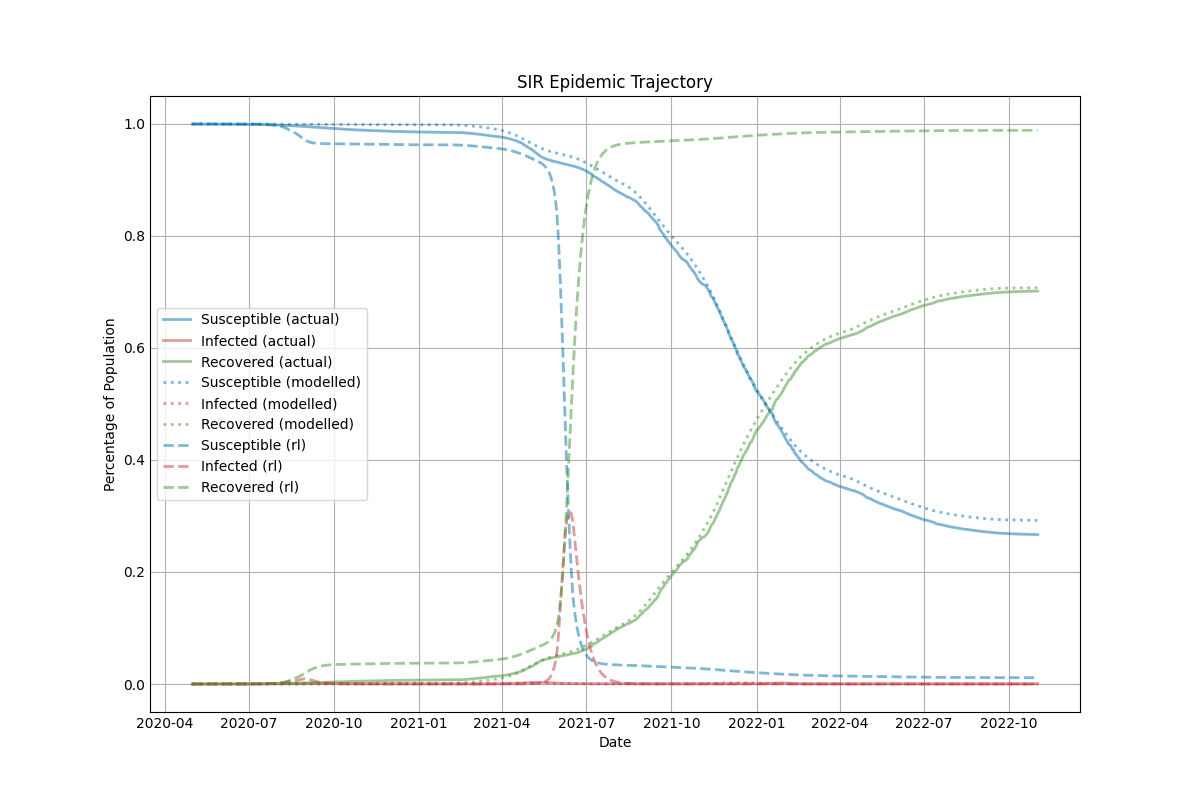 SIR Epidemic Trajectory
Percentage of Population
1.0
0.8
0.6
0.4
0.2
0.0
Susceptible (actual)
Infected (actual)
Recovered (actual)
Susceptible (modelled)
Infected (modelled)
Recovered (modelled)
Susceptible (rl)
Infected (rl)
Recovered (rl)
2020-04 2020-07 2020-10 2021-01 2021-04 2021-07 2021-10 2022-01 2022-04 2022-07 2022-10
Date